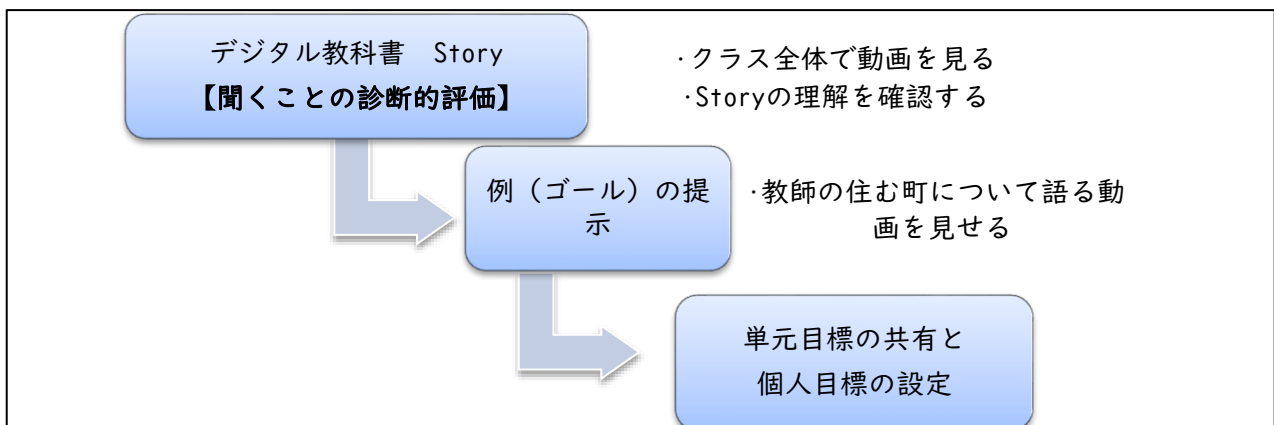 デジタル教科書　Story
【聞くことの診断的評価】
・クラス全体で動画を見る
・Storyの理解を確認する
例（ゴール）の提
示
・教師の住む町について語る動
画を見せる
単元目標の共有と
個人目標の設定